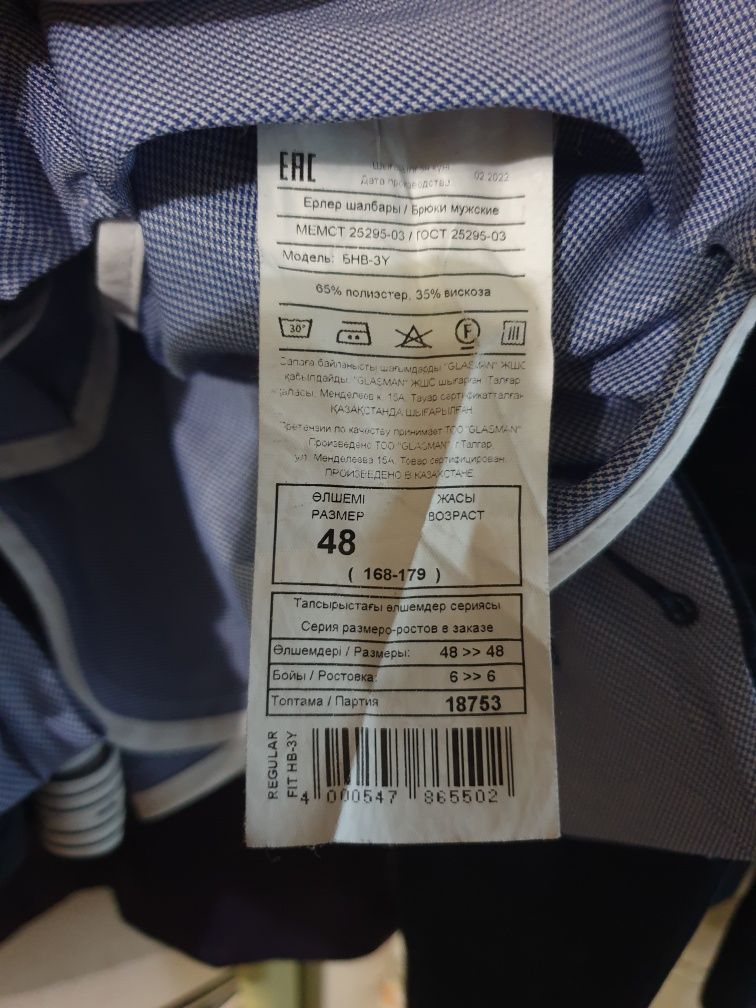 EAC
Шығарылған күні
Дата производства 02.2022
Ерлер шалбары / Брюки мужские
МЕМСТ 25295-03 / ГОСТ 25295-03
Модель: БНВ-3Y
65% полиэстер, 35% вискоза
30° F
Сапаға байланысты шағымдарды "GLASMAN" ЖШС
қабылдайды. "GLASMAN" ЖШС шығарған. Талғар
қаласы, Менделеев к. 15А. Тауар сертификатталған
ҚАЗАҚСТАНДА ШЫҒАРЫЛҒАН
Претензии по качеству принимает ТОО "GLASMAN"
Произведено ТОО "GLASMAN", г.Талгар,
ул. Менделеева 15А. Товар сертифицирован.
ПРОИЗВЕДЕНО В КАЗАХСТАНЕ
ӨЛШЕМІ ЖАСЫ
РАЗМЕР ВОЗРАСТ
48
( 168-179 )
Тапсырыстағы өлшемдер сериясы
Серия размеро-ростов в заказе
Өлшемдері / Размеры: 48 >> 48
Бойы / Ростовка: 6 >> 6
Топтама / Партия 18753
REGULAR
FIT HB-3Y
4 000547 865502